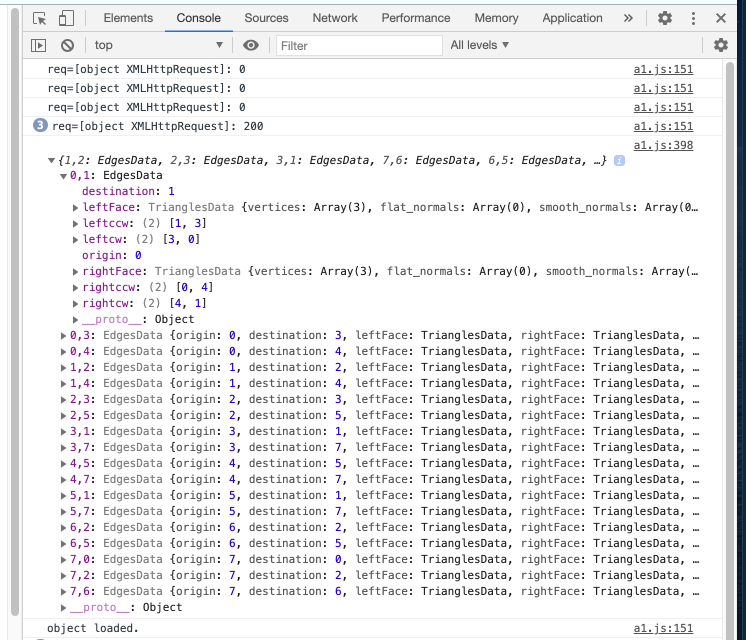 Elements Console Sources Network Performance Memory Application »
top ▼ Filter All levels ▼
req=[object XMLHttpRequest]: 0 a1.js:151
req=[object XMLHttpRequest]: 0 a1.js:151
req=[object XMLHttpRequest]: 0 a1.js:151
3 req=[object XMLHttpRequest]: 200 a1.js:151
a1.js:398
{1,2: EdgesData, 2,3: EdgesData, 3,1: EdgesData, 7,6: EdgesData, 6,5: EdgesData, …} i
0,1: EdgesData
destination: 1
leftFace: TrianglesData {vertices: Array(3), flat_normals: Array(0), smooth_normals: Array(0…
leftccw: (2) [1, 3]
leftcw: (2) [3, 0]
origin: 0
rightFace: TrianglesData {vertices: Array(3), flat_normals: Array(0), smooth_normals: Array(…
rightccw: (2) [0, 4]
rightcw: (2) [4, 1]
__proto__: Object
0,3: EdgesData {origin: 0, destination: 3, leftFace: TrianglesData, rightFace: TrianglesData, …
0,4: EdgesData {origin: 0, destination: 4, leftFace: TrianglesData, rightFace: TrianglesData, …
1,2: EdgesData {origin: 1, destination: 2, leftFace: TrianglesData, rightFace: TrianglesData, …
1,4: EdgesData {origin: 1, destination: 4, leftFace: TrianglesData, rightFace: TrianglesData, …
2,3: EdgesData {origin: 2, destination: 3, leftFace: TrianglesData, rightFace: TrianglesData, …
2,5: EdgesData {origin: 2, destination: 5, leftFace: TrianglesData, rightFace: TrianglesData, …
3,1: EdgesData {origin: 3, destination: 1, leftFace: TrianglesData, rightFace: TrianglesData, …
3,7: EdgesData {origin: 3, destination: 7, leftFace: TrianglesData, rightFace: TrianglesData, …
4,5: EdgesData {origin: 4, destination: 5, leftFace: TrianglesData, rightFace: TrianglesData, …
4,7: EdgesData {origin: 4, destination: 7, leftFace: TrianglesData, rightFace: TrianglesData, …
5,1: EdgesData {origin: 5, destination: 1, leftFace: TrianglesData, rightFace: TrianglesData, …
5,7: EdgesData {origin: 5, destination: 7, leftFace: TrianglesData, rightFace: TrianglesData, …
6,2: EdgesData {origin: 6, destination: 2, leftFace: TrianglesData, rightFace: TrianglesData, …
6,5: EdgesData {origin: 6, destination: 5, leftFace: TrianglesData, rightFace: TrianglesData, …
7,0: EdgesData {origin: 7, destination: 0, leftFace: TrianglesData, rightFace: TrianglesData, …
7,2: EdgesData {origin: 7, destination: 2, leftFace: TrianglesData, rightFace: TrianglesData, …
7,6: EdgesData {origin: 7, destination: 6, leftFace: TrianglesData, rightFace: TrianglesData, …
__proto__: Object
object loaded. a1.js:151